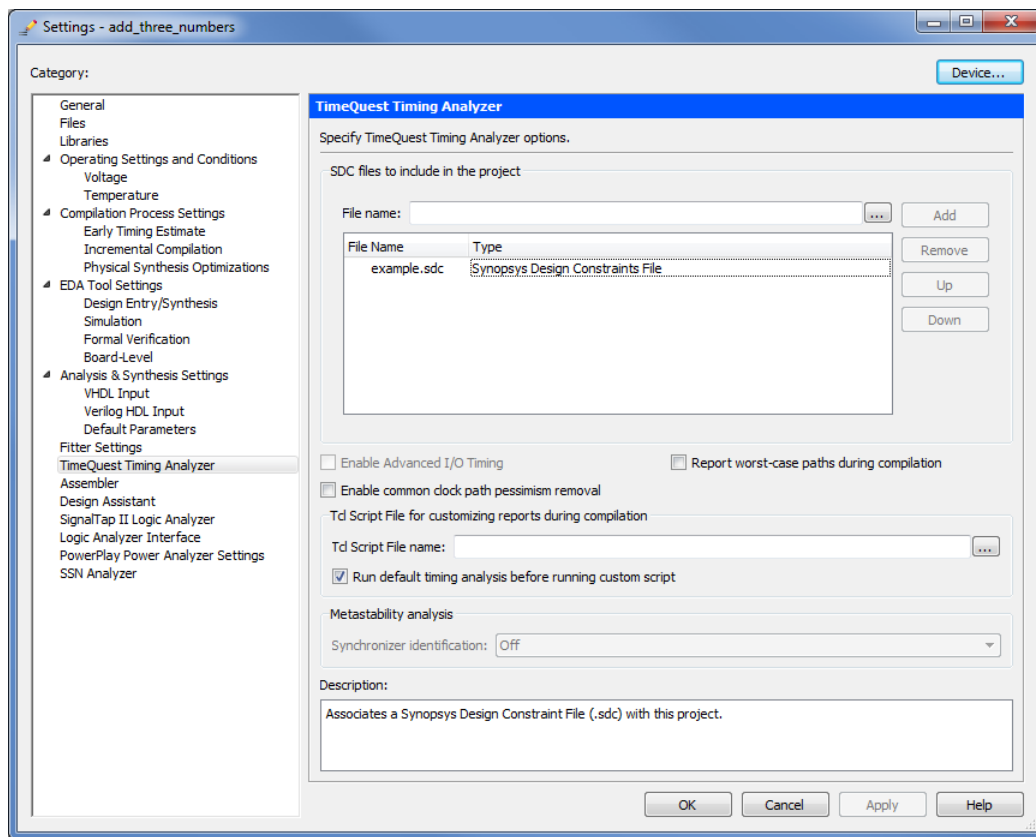 Settings - add_three_numbers
Category:
Device...
General
Files
Libraries
Operating Settings and Conditions
Voltage
Temperature
Compilation Process Settings
Early Timing Estimate
Incremental Compilation
Physical Synthesis Optimizations
EDA Tool Settings
Design Entry/Synthesis
Simulation
Formal Verification
Board-Level
Analysis & Synthesis Settings
VHDL Input
Verilog HDL Input
Default Parameters
Fitter Settings
TimeQuest Timing Analyzer
Assembler
Design Assistant
SignalTap II Logic Analyzer
Logic Analyzer Interface
PowerPlay Power Analyzer Settings
SSN Analyzer
TimeQuest Timing Analyzer
Specify TimeQuest Timing Analyzer options.
SDC files to include in the project
File name:
...
Add
File Name Type
Remove
example.sdc Synopsys Design Constraints File
Up
Down
Enable Advanced I/O Timing
Report worst-case paths during compilation
Enable common clock path pessimism removal
Tcl Script File for customizing reports during compilation
Tcl Script File name:
...
Run default timing analysis before running custom script
Metastability analysis
Synchronizer identification: Off
Description:
Associates a Synopsys Design Constraint File (.sdc) with this project.
OK
Cancel
Apply
Help